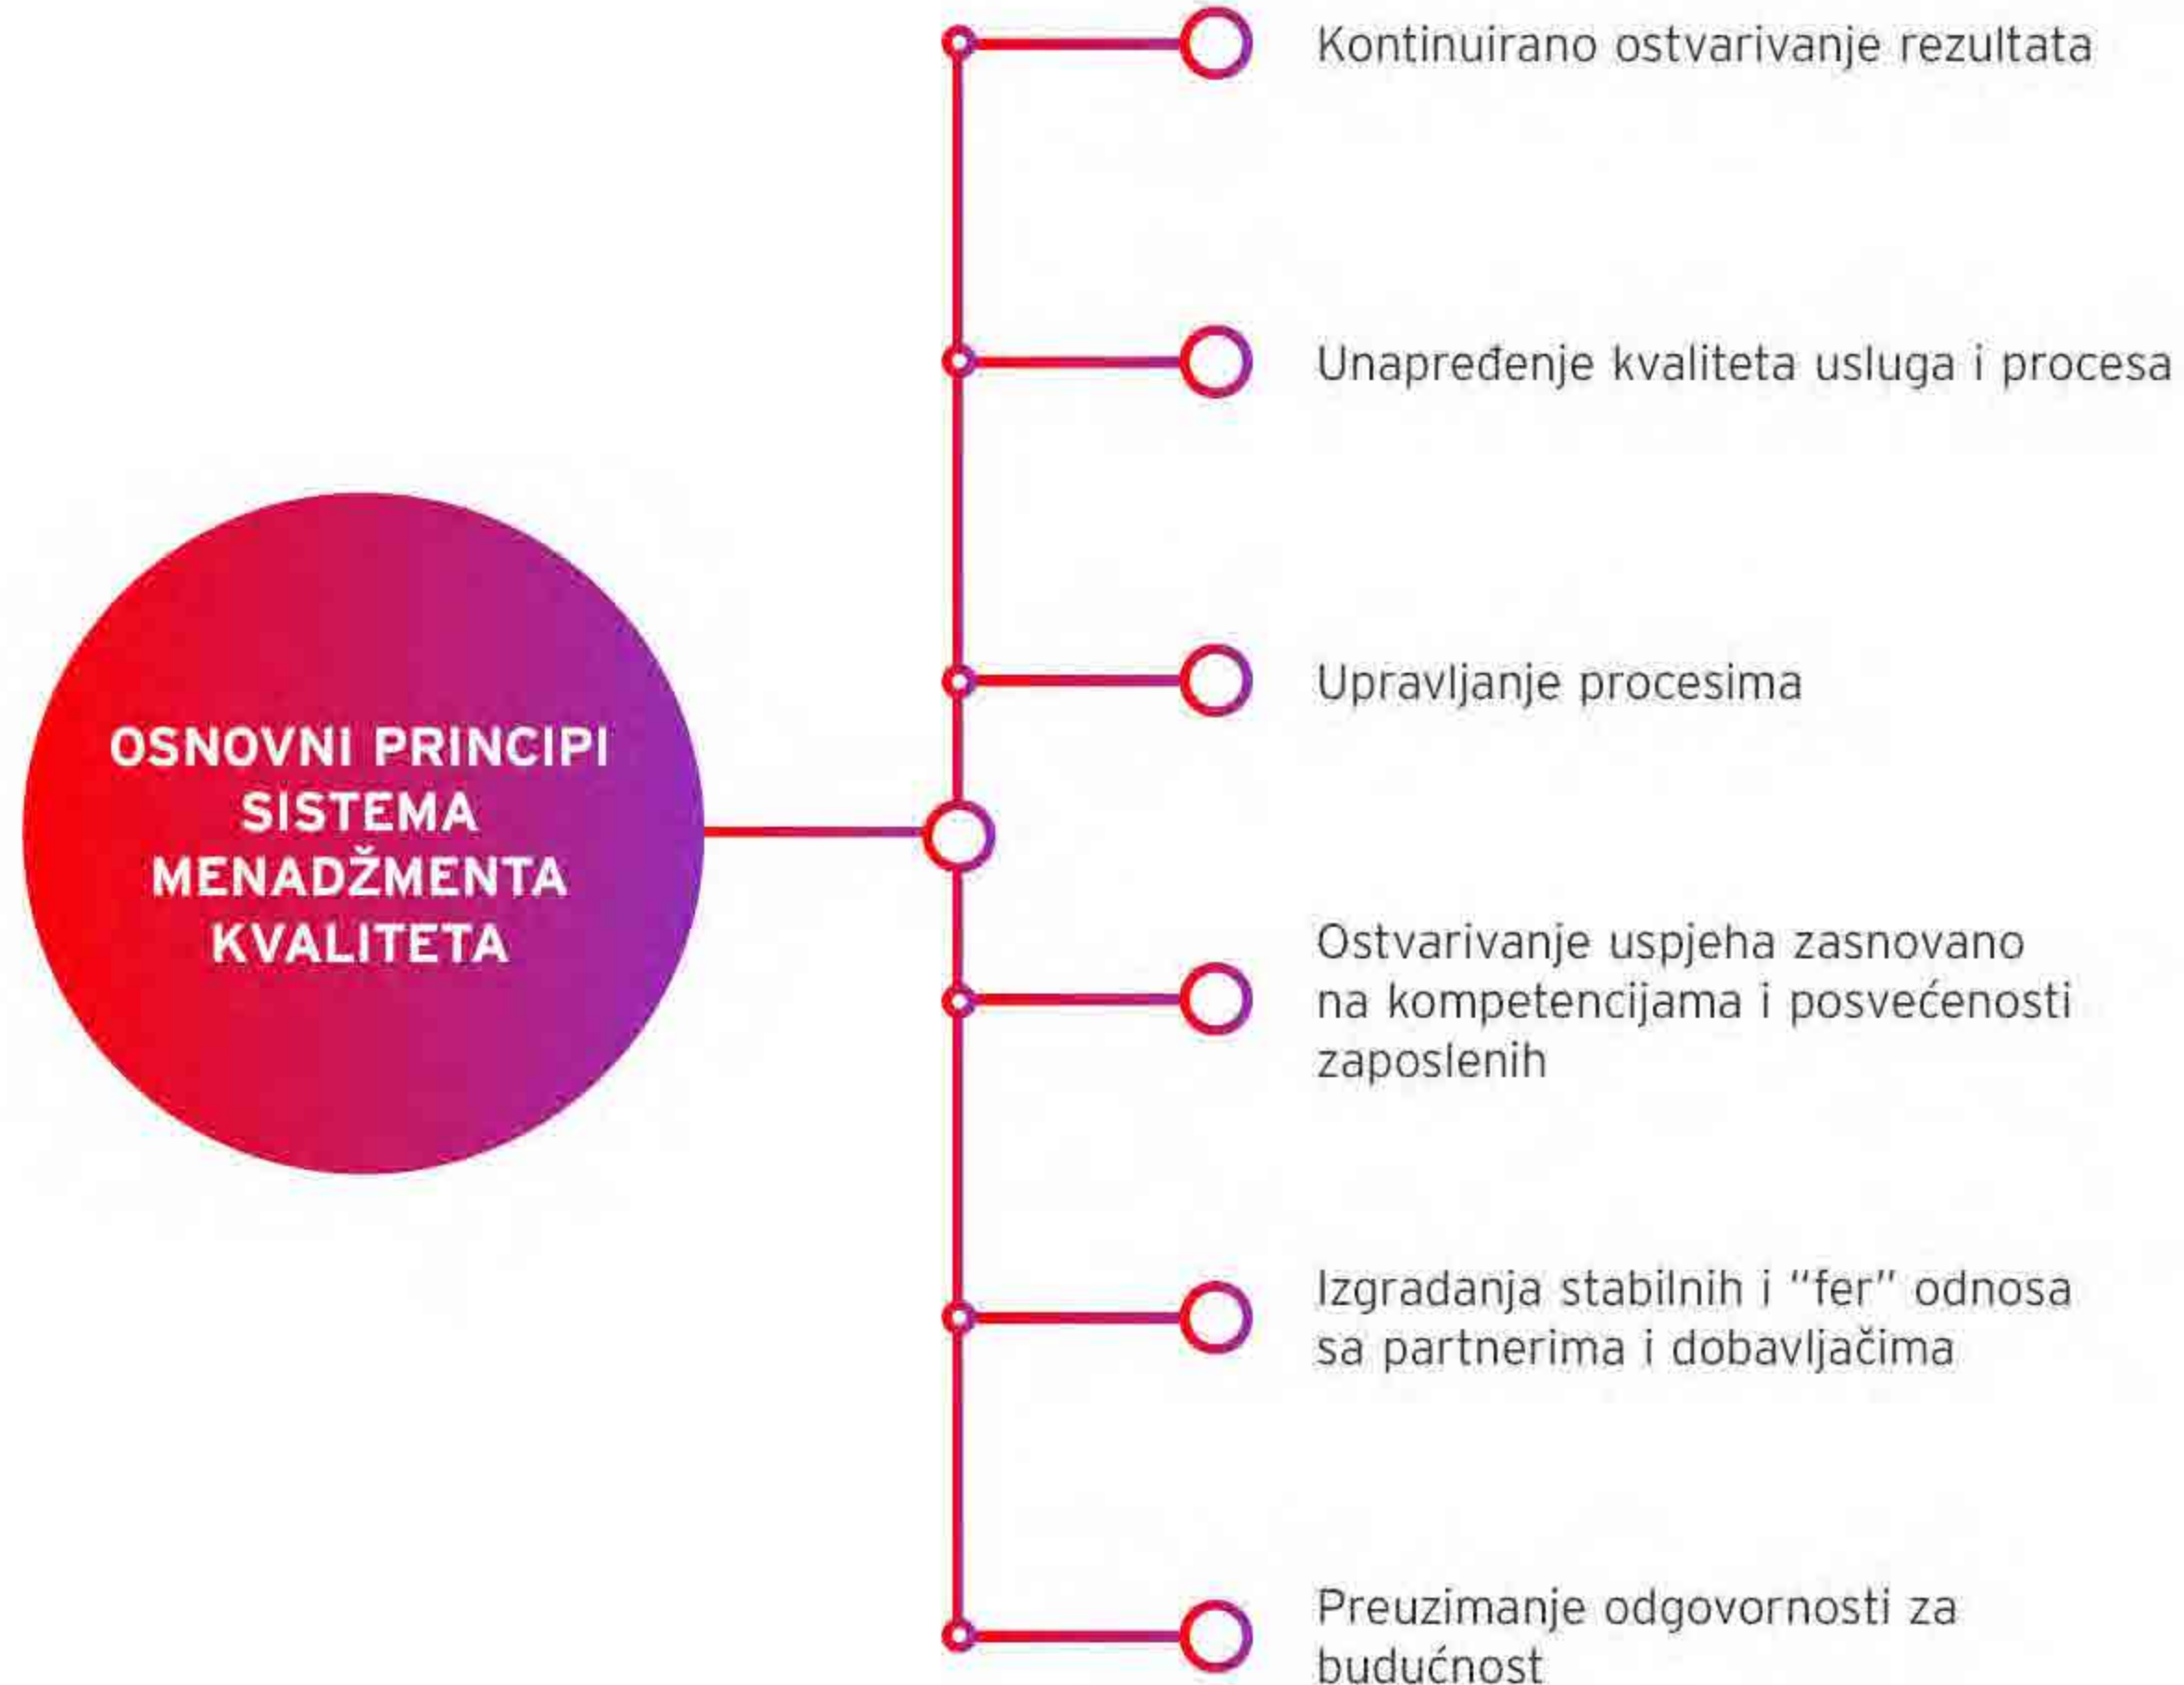 OSNOVNI PRINCIPI
SISTEMA
MENADŽMENTA
KVALITETA
Kontinuirano ostvarivanje rezultata
Unapređenje kvaliteta usluga i procesa
Upravljanje procesima
Ostvarivanje uspjeha zasnovano
na kompetencijama i posvećenosti
zaposlenih
Izgradanja stabilnih i “fer” odnosa
sa partnerima i dobavljačima
Preuzimanje odgovornosti za
budućnost